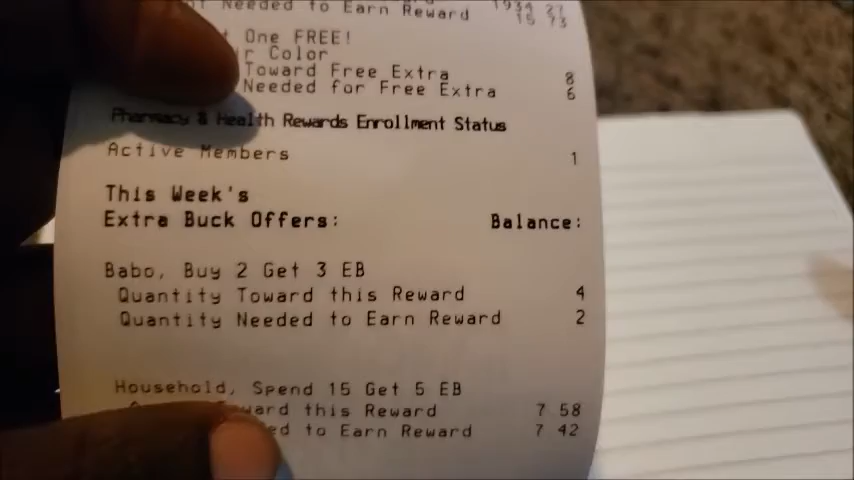 Needed to Earn Reward 15 73
One FREE!
Color
Toward Free Extra 8
Needed for Free Extra 6
Pharmacy & Health Rewards Enrollment Status
Active Members 1
This Week's
Extra Buck Offers: Balance:
Babo, Buy 2 Get 3 EB
Quantity Toward this Reward 4
Quantity Needed to Earn Reward 2
Household, Spend 15 Get 5 EB
this Reward 7 58
to Earn Reward 7 42